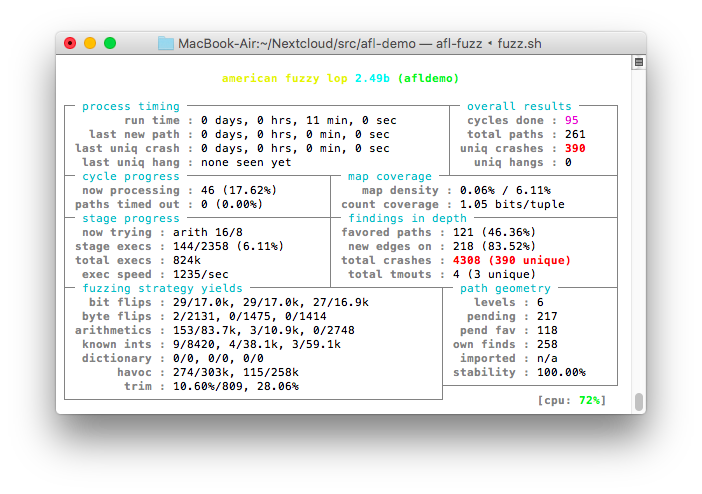 MacBook-Air:~/Nextcloud/src/afl-demo — afl-fuzz ◂ fuzz.sh
american fuzzy lop 2.49b (afldemo)
process timing overall results
run time : 0 days, 0 hrs, 11 min, 0 sec cycles done : 95
last new path : 0 days, 0 hrs, 0 min, 0 sec total paths : 261
last uniq crash : 0 days, 0 hrs, 0 min, 0 sec uniq crashes : 390
last uniq hang : none seen yet uniq hangs : 0
cycle progress map coverage
now processing : 46 (17.62%) map density : 0.06% / 6.11%
paths timed out : 0 (0.00%) count coverage : 1.05 bits/tuple
stage progress findings in depth
now trying : arith 16/8 favored paths : 121 (46.36%)
stage execs : 144/2358 (6.11%) new edges on : 218 (83.52%)
total execs : 824k total crashes : 4308 (390 unique)
exec speed : 1235/sec total tmouts : 4 (3 unique)
fuzzing strategy yields path geometry
bit flips : 29/17.0k, 29/17.0k, 27/16.9k levels : 6
byte flips : 2/2131, 0/1475, 0/1414 pending : 217
arithmetics : 153/83.7k, 3/10.9k, 0/2748 pend fav : 118
known ints : 9/8420, 4/38.1k, 3/59.1k own finds : 258
dictionary : 0/0, 0/0, 0/0 imported : n/a
havoc : 274/303k, 115/258k stability : 100.00%
trim : 10.60%/809, 28.06%
[cpu: 72%]